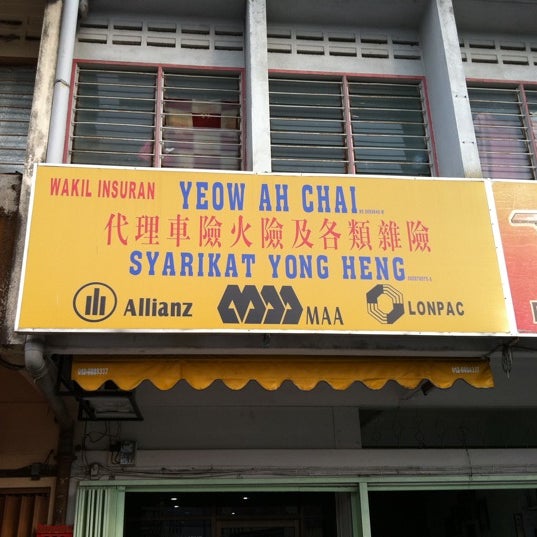 WAKIL INSURAN
YEOW AH CHAI
代理車險火險及各類雜險
SYARIKAT YONG HENG
Allianz
MAA
LONPAC